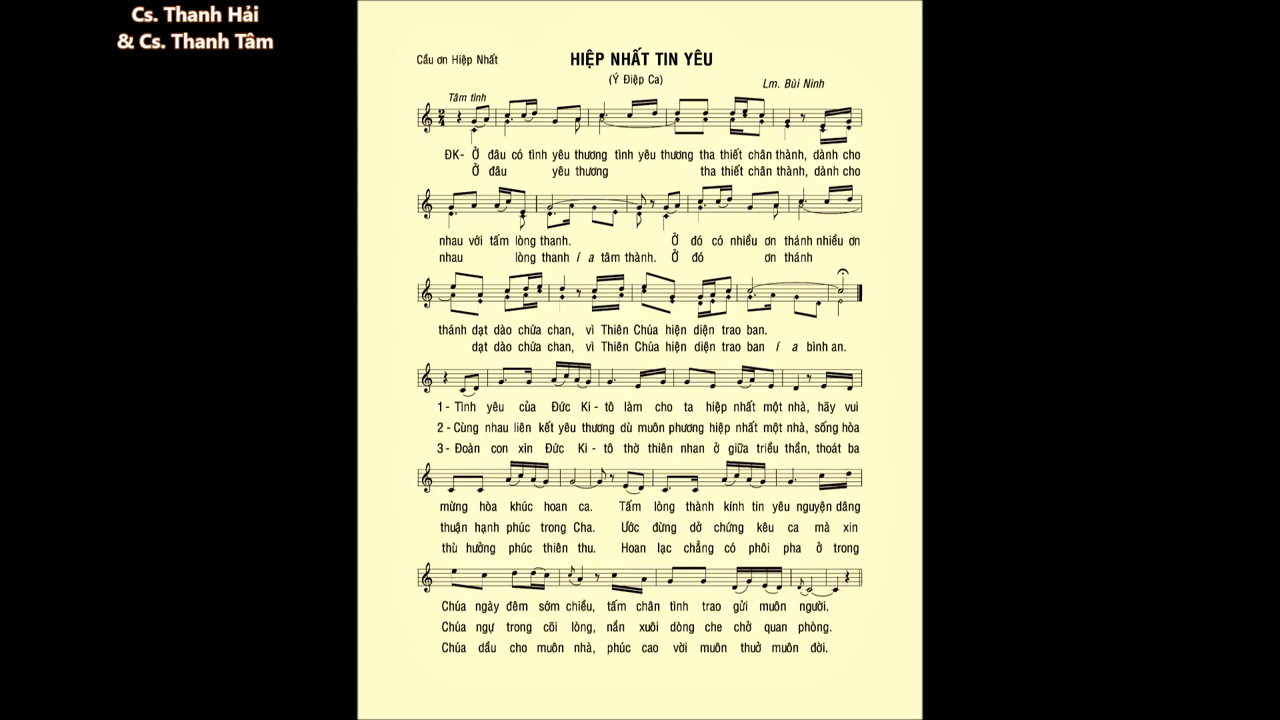 Cs. Thanh Hải
& Cs. Thanh Tâm
Cầu ơn Hiệp Nhất
HIỆP NHẤT TIN YÊU
(Ý Điệp Ca)
Lm. Bùi Ninh
Tâm tình
ĐK- Ở đâu có tình yêu thương tình yêu thương tha thiết chân thành, dành cho
Ở đâu yêu thương tha thiết chân thành, dành cho
nhau với tấm lòng thanh. Ở đó có nhiều ơn thánh nhiều ơn
nhau lòng thanh í a tâm thành. Ở đó ơn thánh
thánh dạt dào chứa chan, vì Thiên Chúa hiện diện trao ban.
dạt dào chứa chan, vì Thiên Chúa hiện diện trao ban í a bình an.
1- Tình yêu của Đức Ki - tô làm cho ta hiệp nhất một nhà, hãy vui
2- Cùng nhau liên kết yêu thương dù muôn phương hiệp nhất một nhà, sống hòa
3- Đoàn con xin Đức Ki - tô thờ thiên nhan ở giữa triều thần, thoát ba
mừng hòa khúc hoan ca. Tấm lòng thành kính tin yêu nguyện dâng
thuận hạnh phúc trong Cha. Ước đừng dở chứng kêu ca mà xin
thù hưởng phúc thiên thu. Hoan lạc chẳng có phôi pha ở trong
Chúa ngày đêm sớm chiều, tấm chân tình trao gửi muôn người.
Chúa ngự trong cõi lòng, nắn xuôi dòng che chở quan phòng.
Chúa dầu cho muôn nhà, phúc cao vời muôn thuở muôn đời.